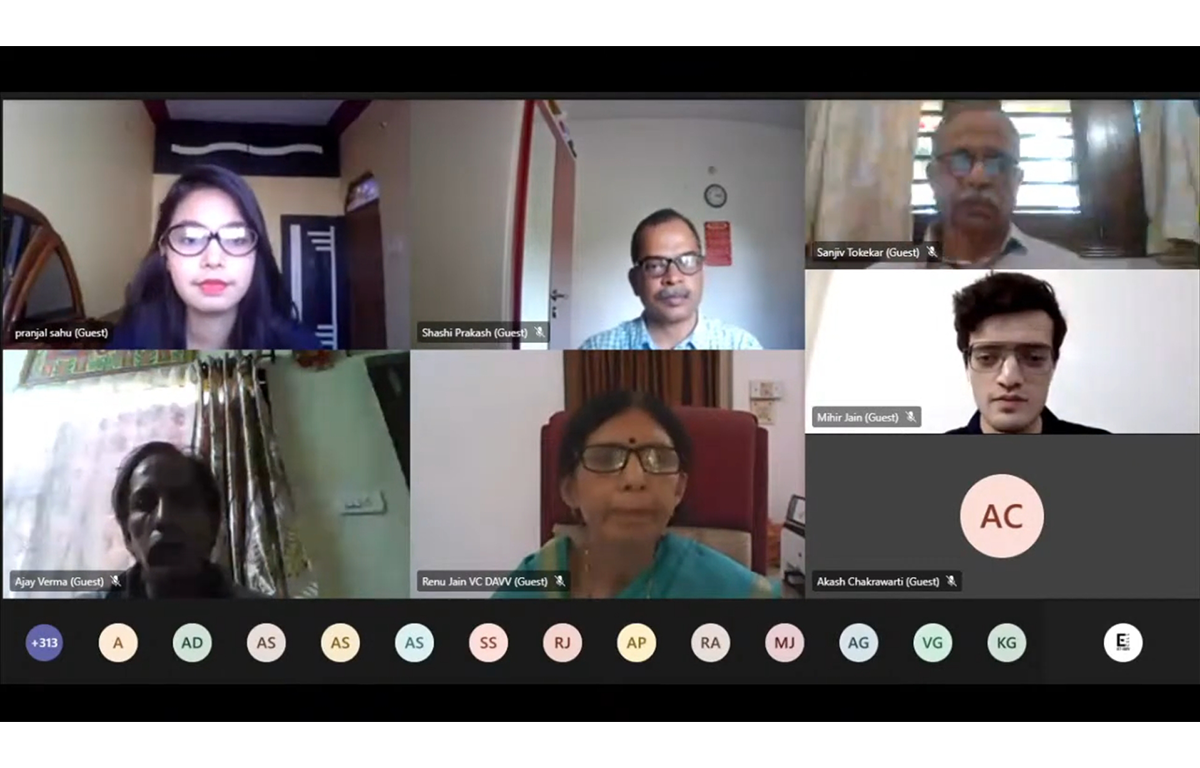 Sanjiv Tokekar (Guest)
pranjal sahu (Guest)
Shashi Prakash (Guest)
Mihir Jain (Guest)
AC
Ajay Verma (Guest)
Renu Jain VC DAVV (Guest)
Akash Chakrawarti (Guest)
+313
A
AD
AS
AS
AS
SS
RJ
AP
RA
MJ
AG
VG
KG